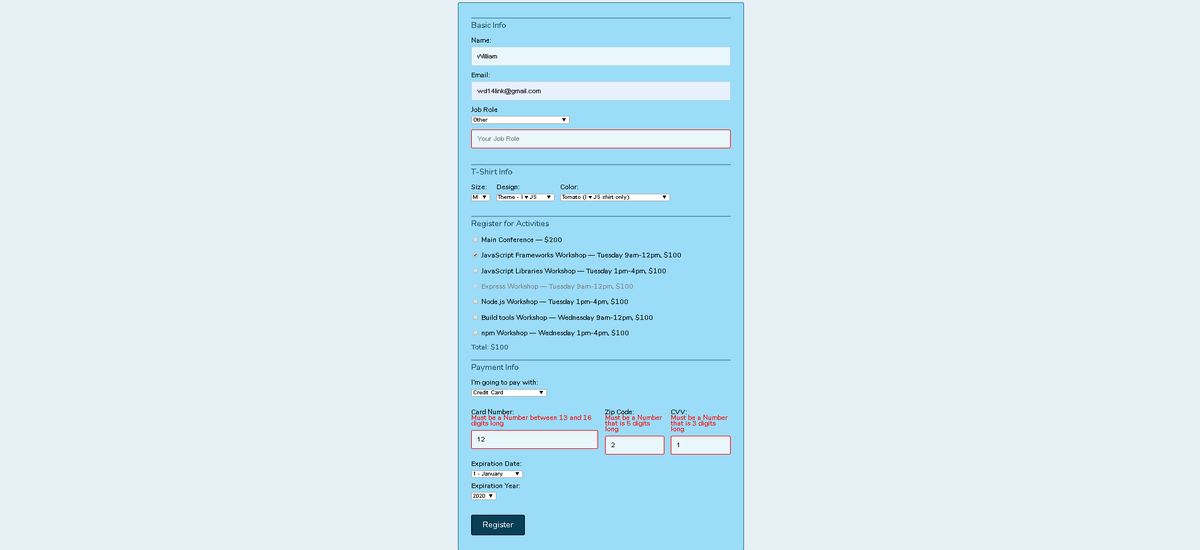 Basic Info
Name:
William
Email:
wd14link@gmail.com
Job Role
Other
Your Job Role
T-Shirt Info
Size: Design: Color:
M Theme - I ♥ JS Tomato (I ♥ JS shirt only)
Register for Activities
Main Conference — $200
JavaScript Frameworks Workshop — Tuesday 9am-12pm, $100
JavaScript Libraries Workshop — Tuesday 1pm-4pm, $100
Express Workshop — Tuesday 9am-12pm, $100
Node.js Workshop — Tuesday 1pm-4pm, $100
Build tools Workshop — Wednesday 9am-12pm, $100
npm Workshop — Wednesday 1pm-4pm, $100
Total: $100
Payment Info
I'm going to pay with:
Credit Card
Card Number:
Must be a Number between 13 and 16
digits long
12
Zip Code:
Must be a Number
that is 5 digits
long
2
CVV:
Must be a Number
that is 3 digits
long
1
Expiration Date:
1 - January
Expiration Year:
2020
Register